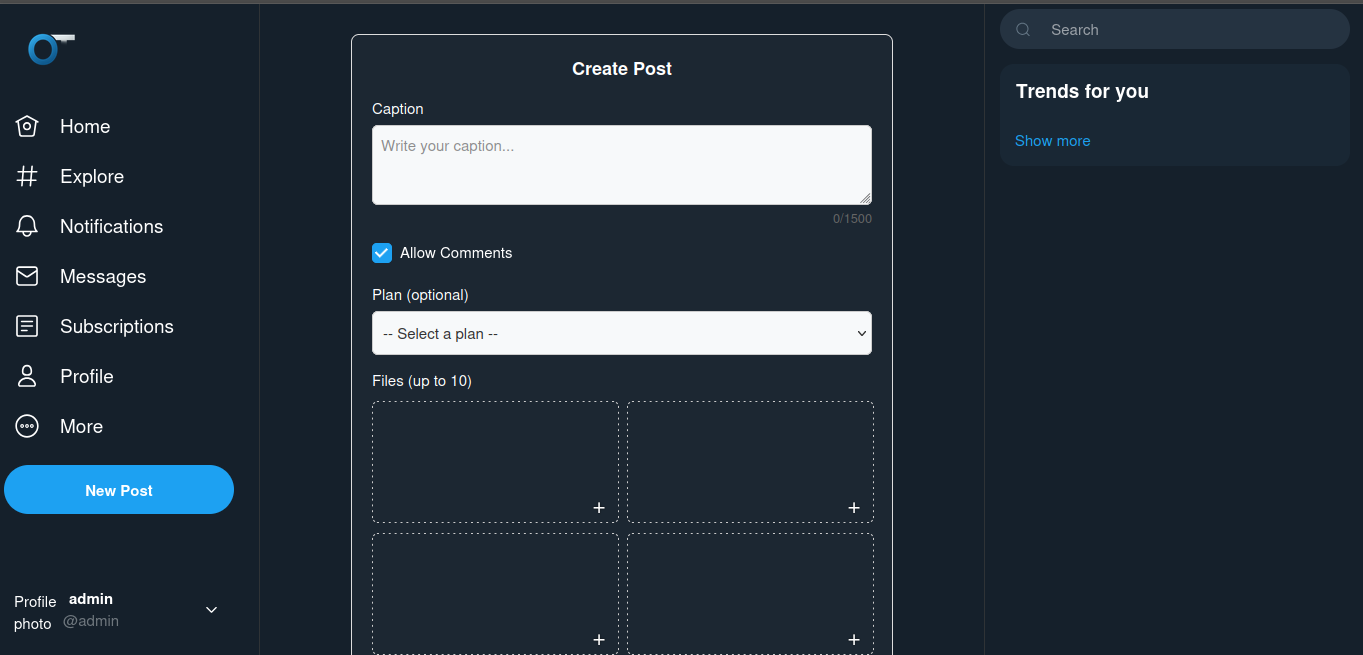 Home
Explore
Notifications
Messages
Subscriptions
Profile
More
New Post
Profile photo
admin
@admin
Create Post
Caption
Write your caption...
0/1500
Allow Comments
Plan (optional)
-- Select a plan --
Files (up to 10)
+
+
+
+
Search
Trends for you
Show more